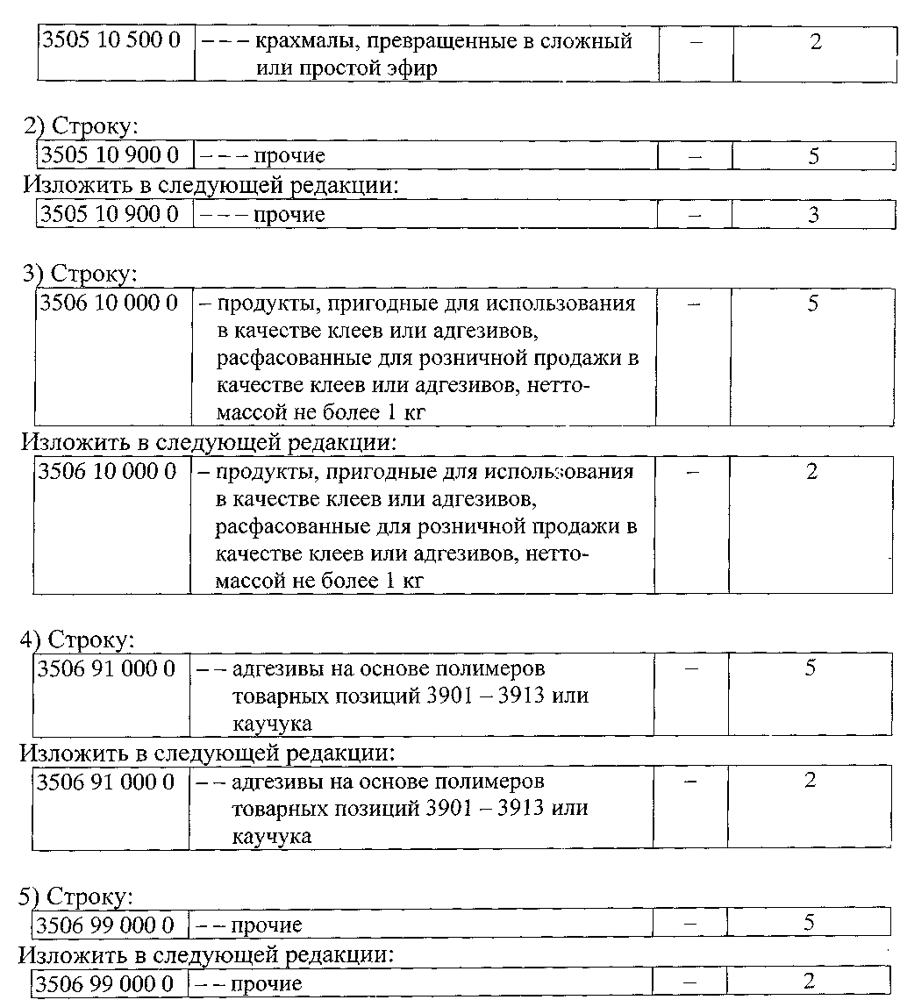 3505 10 500 0 – – – крахмалы, превращенные в сложный – 2
или простой эфир
2) Строку:
3505 10 900 0 – – – прочие – 5
Изложить в следующей редакции:
3505 10 900 0 – – – прочие – 3
3) Строку:
3506 10 000 0 – продукты, пригодные для использования – 5
в качестве клеев или адгезивов,
расфасованные для розничной продажи в
качестве клеев или адгезивов, нетто-
массой не более 1 кг
Изложить в следующей редакции:
3506 10 000 0 – продукты, пригодные для использования – 2
в качестве клеев или адгезивов,
расфасованные для розничной продажи в
качестве клеев или адгезивов, нетто-
массой не более 1 кг
4) Строку:
3506 91 000 0 – – адгезивы на основе полимеров – 5
товарных позиций 3901 – 3913 или
каучука
Изложить в следующей редакции:
3506 91 000 0 – – адгезивы на основе полимеров – 2
товарных позиций 3901 – 3913 или
каучука
5) Строку:
3506 99 000 0 – – прочие – 5
Изложить в следующей редакции:
3506 99 000 0 – – прочие – 2